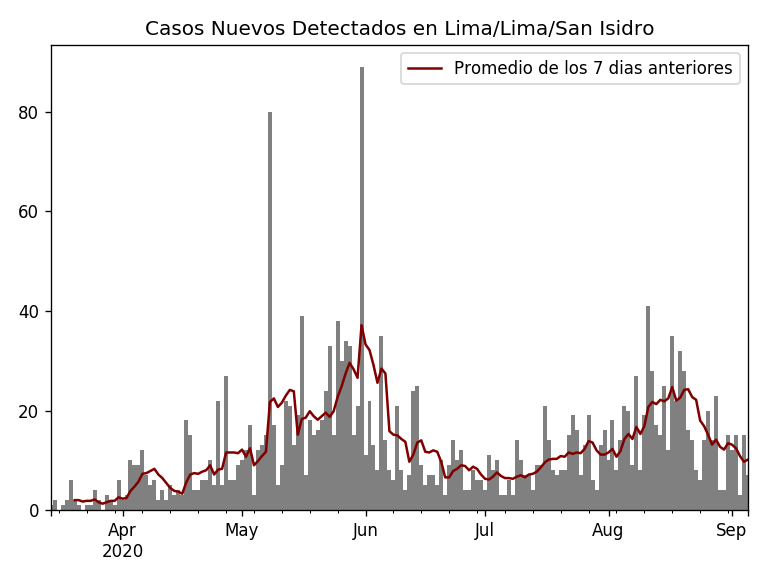 Casos Nuevos Detectados en Lima/Lima/San Isidro
Promedio de los 7 dias anteriores
80
60
40
20
0
Apr May Jun Jul Aug Sep
2020